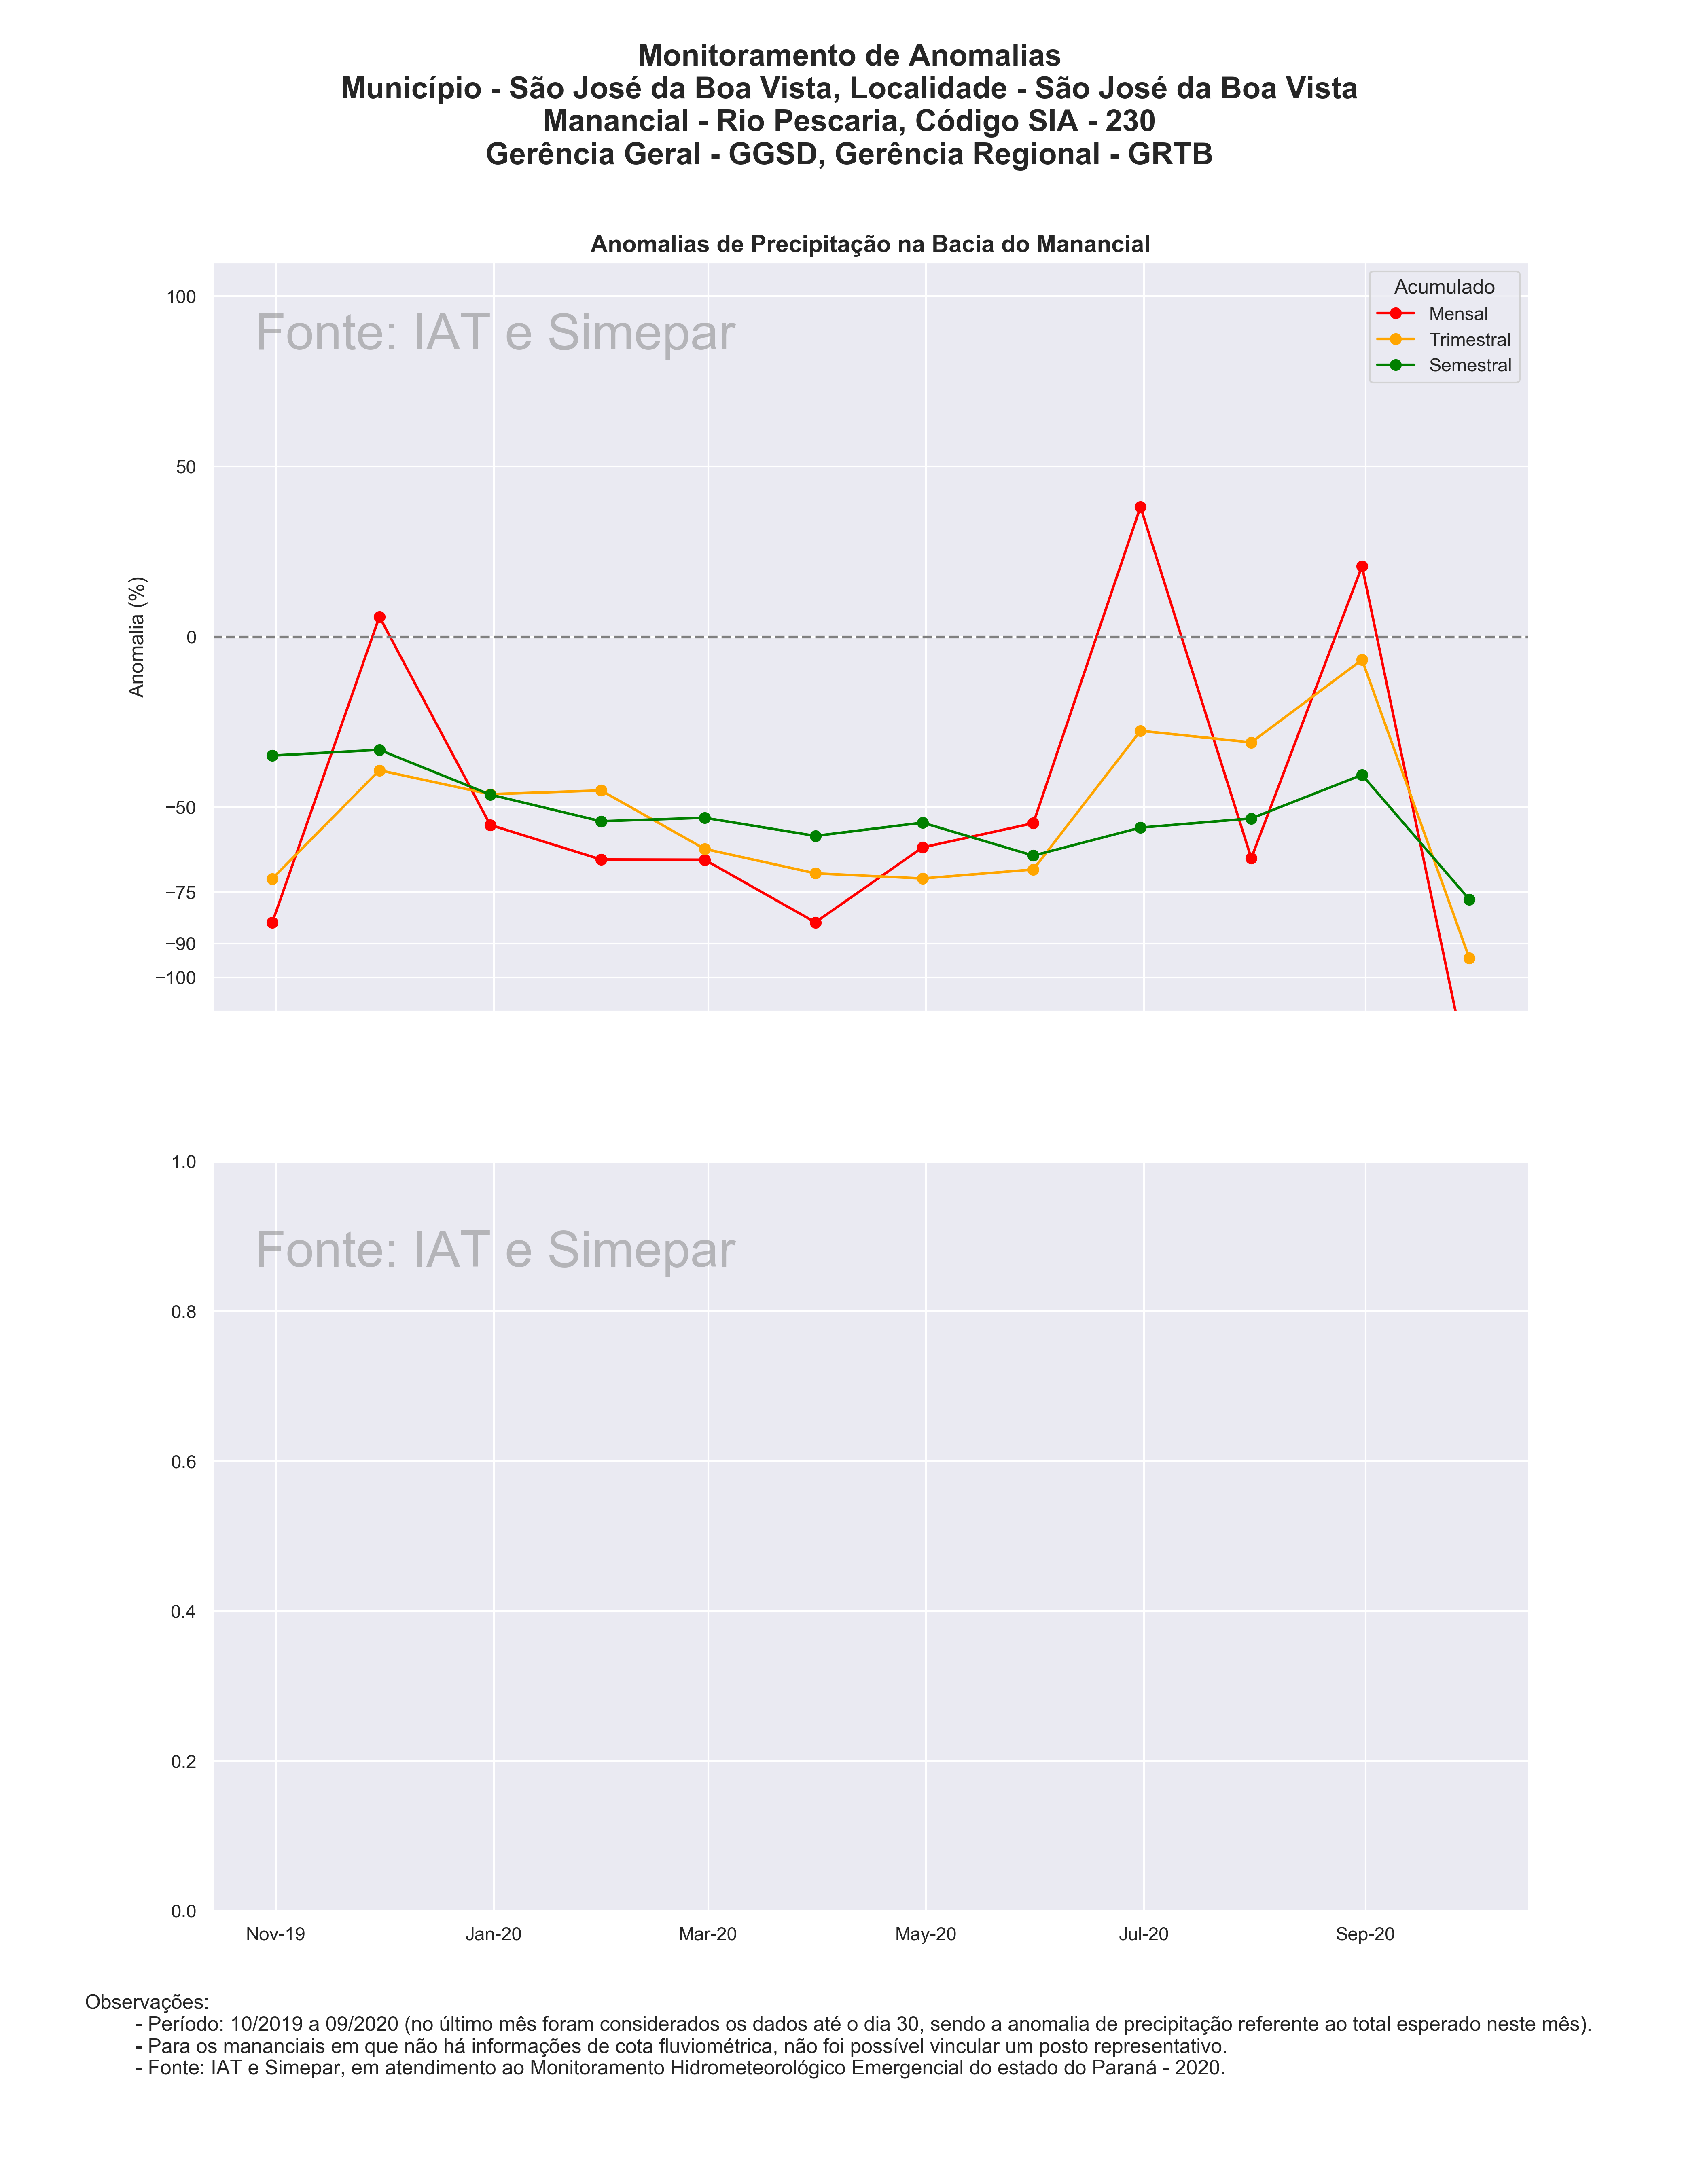 Monitoramento de Anomalias
Município - São José da Boa Vista, Localidade - São José da Boa Vista
Manancial - Rio Pescaria, Código SIA - 230
Gerência Geral - GGSD, Gerência Regional - GRTB
Anomalias de Precipitação na Bacia do Manancial
Fonte: IAT e Simepar
Acumulado
Mensal
Trimestral
Semestral
Anomalia (%)
100
50
0
−50
−75
−90
−100
Fonte: IAT e Simepar
1.0
0.8
0.6
0.4
0.2
0.0
Nov-19 Jan-20 Mar-20 May-20 Jul-20 Sep-20
Observações:
- Período: 10/2019 a 09/2020 (no último mês foram considerados os dados até o dia 30, sendo a anomalia de precipitação referente ao total esperado neste mês).
- Para os mananciais em que não há informações de cota fluviométrica, não foi possível vincular um posto representativo.
- Fonte: IAT e Simepar, em atendimento ao Monitoramento Hidrometeorológico Emergencial do estado do Paraná - 2020.